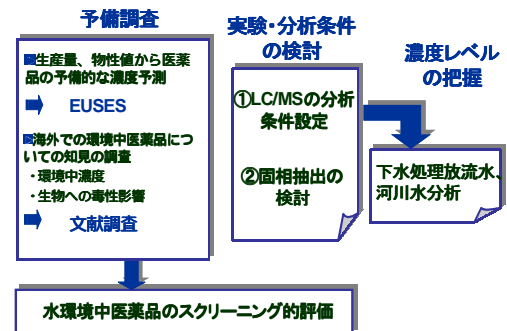 予備調査
生産量、物性値から医薬
品の予備的な濃度予測
EUSES
海外での環境中医薬品につ
いての知見の調査
・環境中濃度
・生物への毒性影響
文献調査
実験・分析条件
の検討
①LC/MSの分析
条件設定
②固相抽出の
検討
濃度レベル
の把握
下水処理放流水、
河川水分析
水環境中医薬品のスクリーニング的評価